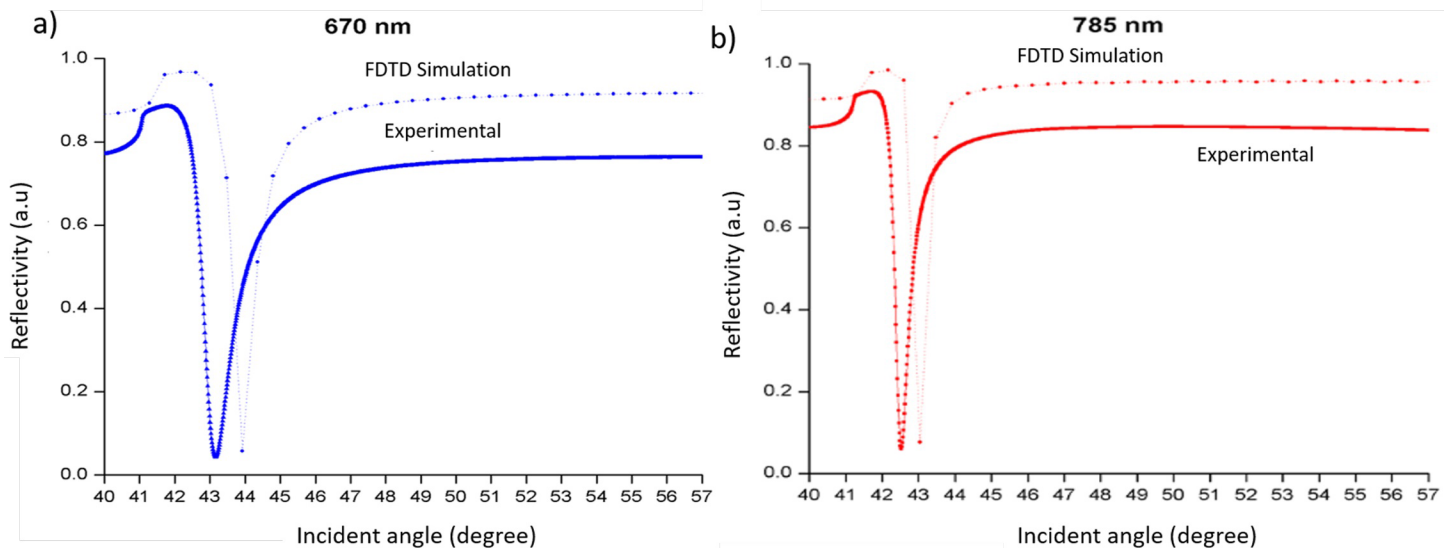 a)
670 nm
FDTD Simulation
Experimental
Reflectivity (a.u)
1.0
0.8
0.6
0.4
0.2
0.0
40 41 42 43 44 45 46 47 48 49 50 51 52 53 54 55 56 57
Incident angle (degree)
b)
785 nm
FDTD Simulation
Experimental
Reflectivity (a.u)
1.0
0.8
0.6
0.4
0.2
0.0
40 41 42 43 44 45 46 47 48 49 50 51 52 53 54 55 56 57
Incident angle (degree)